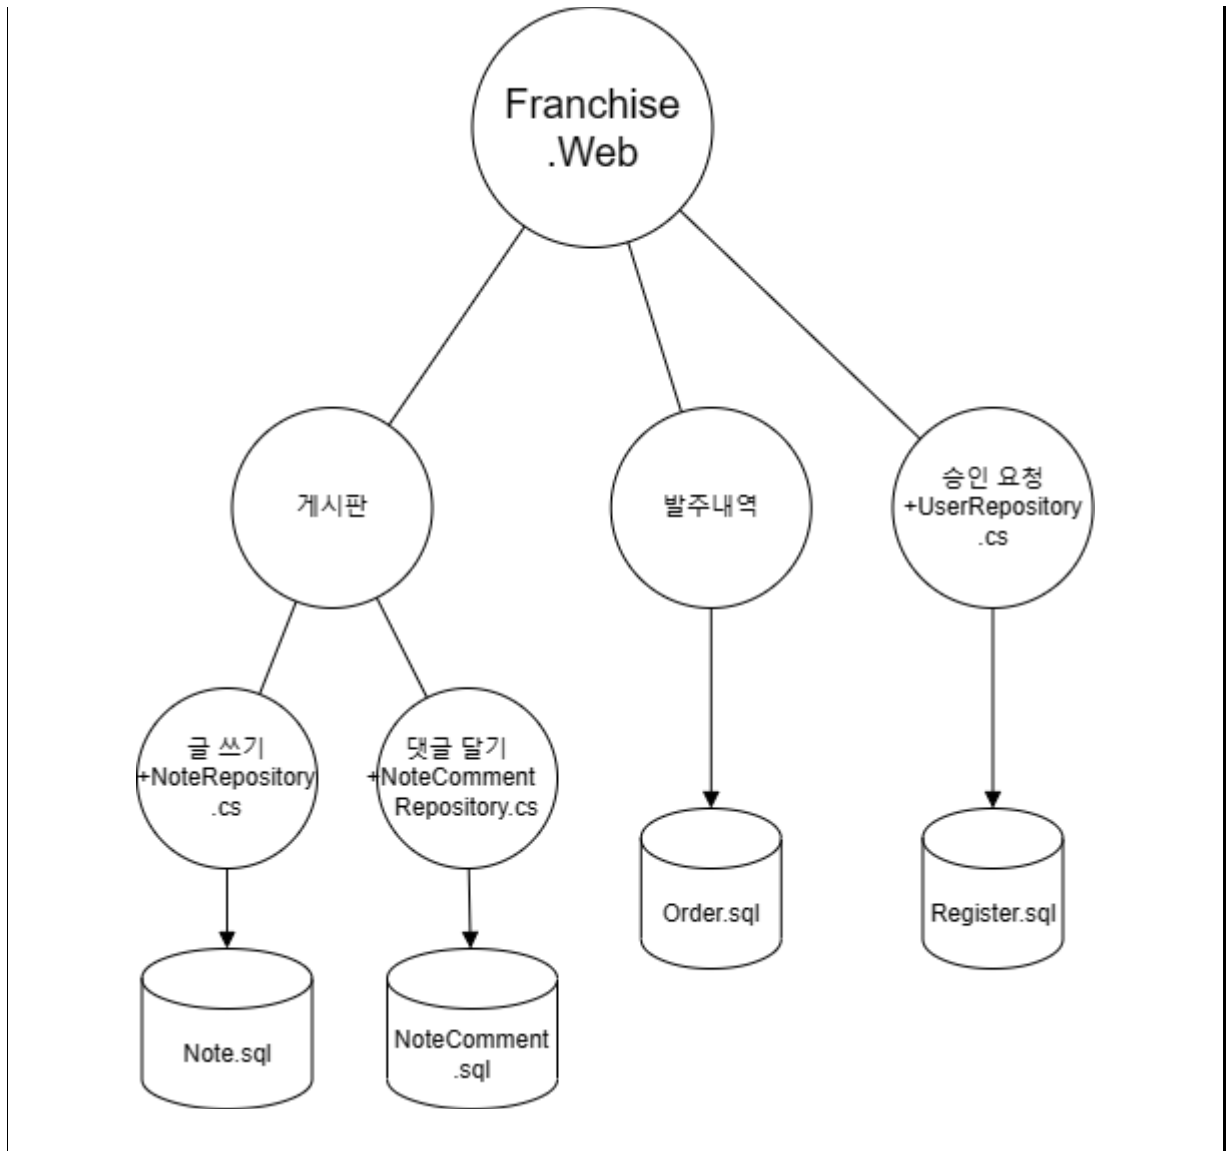 Franchise
.Web
게시판
발주내역
승인 요청
+UserRepository
.cs
글 쓰기
+NoteRepository
.cs
댓글 달기
+NoteComment
Repository.cs
Order.sql
Register.sql
Note.sql
NoteComment
.sql